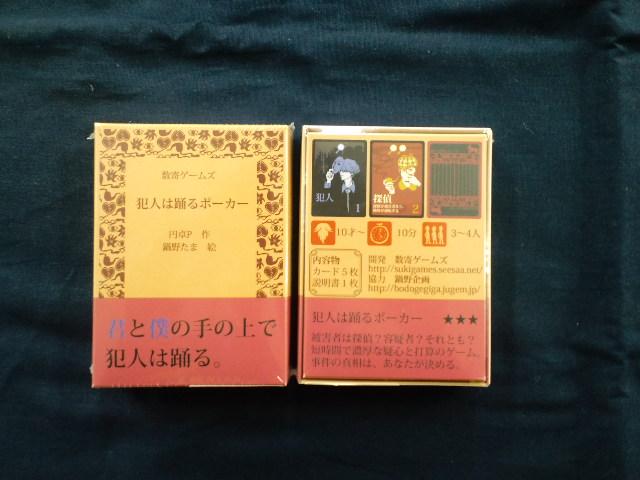 数寄ゲームズ
犯人は踊るポーカー
円卓P 作
鍋野たま 絵
君と僕の手の上で
犯人は踊る。
犯人
1
探偵
2
10才〜
10分
3〜4人
内容物
カード5枚
説明書1枚
開発 数寄ゲームズ
http://sukigames.seesaa.net/
協力 鍋野企画
http://bodogegiga.jugem.jp/
犯人は踊るポーカー ★★★
被害者は探偵？容疑者？それとも？
短時間で濃厚な疑心と打算のゲーム。
事件の真相は、あなたが決める。